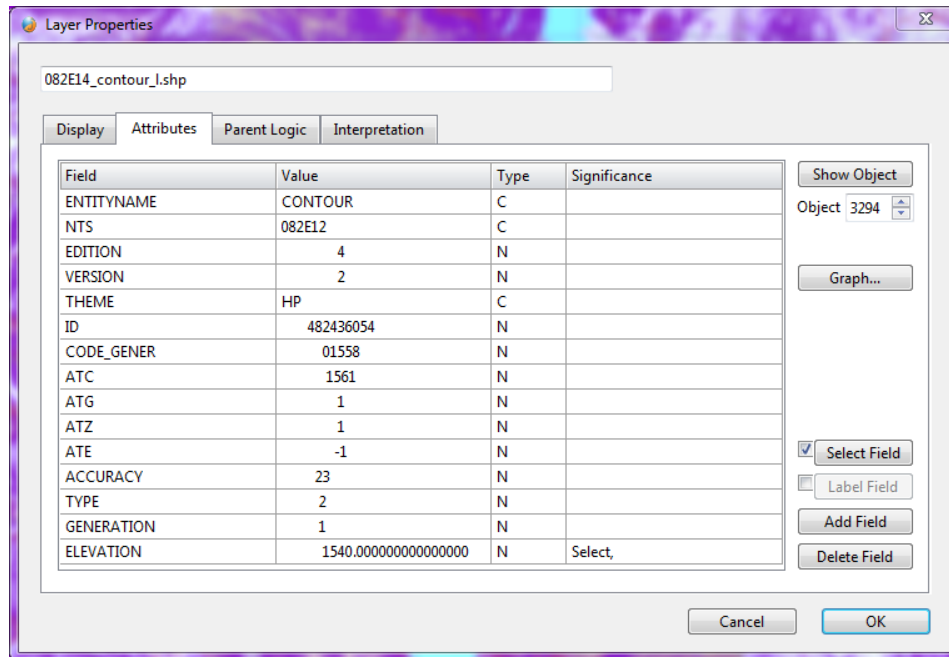 Layer Properties
082E14_contour_l.shp
Display Attributes Parent Logic Interpretation
Field Value Type Significance
ENTITYNAME CONTOUR C
NTS 082E12 C
EDITION 4 N
VERSION 2 N
THEME HP C
ID 482436054 N
CODE_GENER 01558 N
ATC 1561 N
ATG 1 N
ATZ 1 N
ATE -1 N
ACCURACY 23 N
TYPE 2 N
GENERATION 1 N
ELEVATION 1540.000000000000000 N Select,
Show Object
Object 3294
Graph...
Select Field
Label Field
Add Field
Delete Field
Cancel OK